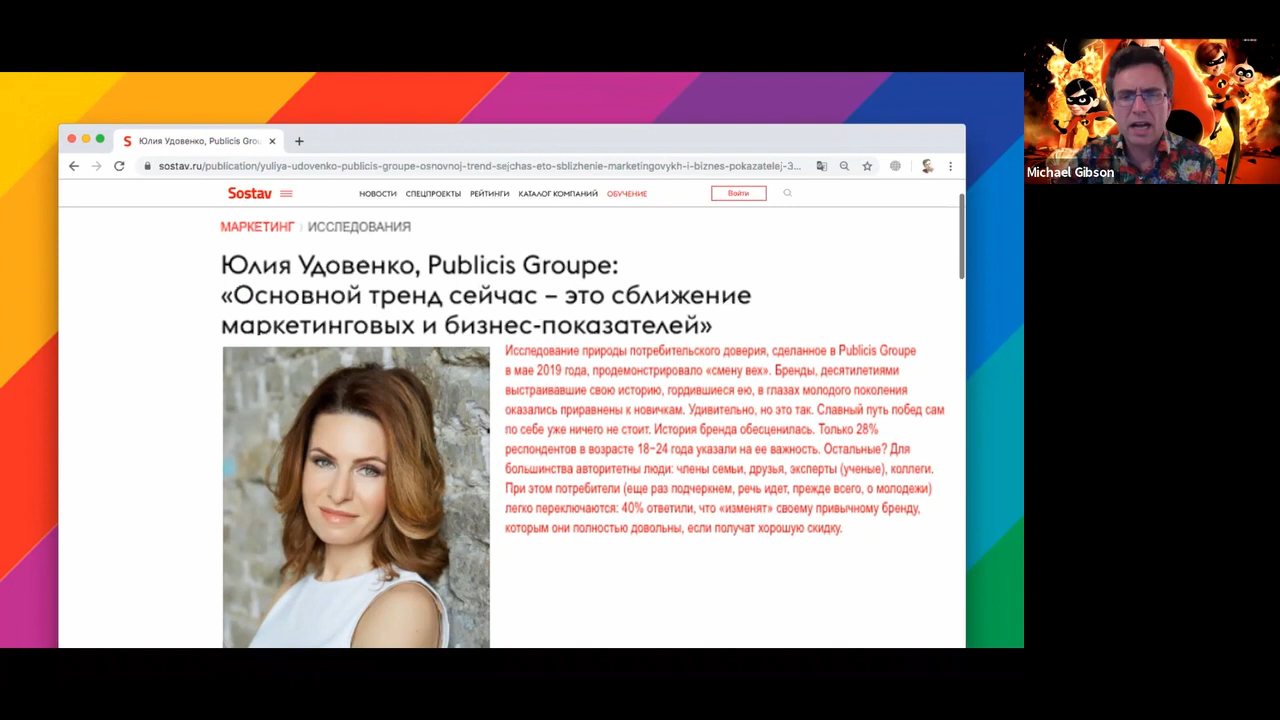 Юлия Удовенко, Publicis Grou
sostav.ru/publication/yuliya-udovenko-publicis-groupe-osnovnoj-trend-sejchas-eto-sblizhenie-marketingovykh-i-biznes-pokazatelej-3...
Sostav
НОВОСТИ СПЕЦПРОЕКТЫ РЕЙТИНГИ КАТАЛОГ КОМПАНИЙ ОБУЧЕНИЕ
Войти
МАРКЕТИНГ › ИССЛЕДОВАНИЯ
Юлия Удовенко, Publicis Groupe:
«Основной тренд сейчас – это сближение
маркетинговых и бизнес-показателей»
Исследование природы потребительского доверия, сделанное в Publicis Groupe
в мае 2019 года, продемонстрировало «смену вех». Бренды, десятилетиями
выстраивавшие свою историю, гордившиеся ею, в глазах молодого поколения
оказались приравнены к новичкам. Удивительно, но это так. Славный путь побед сам
по себе уже ничего не стоит. История бренда обесценилась. Только 28%
респондентов в возрасте 18–24 года указали на ее важность. Остальные? Для
большинства авторитетны люди: члены семьи, друзья, эксперты (ученые), коллеги.
При этом потребители (еще раз подчеркнем, речь идет, прежде всего, о молодежи)
легко переключаются: 40% ответили, что «изменят» своему привычному бренду,
которым они полностью довольны, если получат хорошую скидку.
Michael Gibson